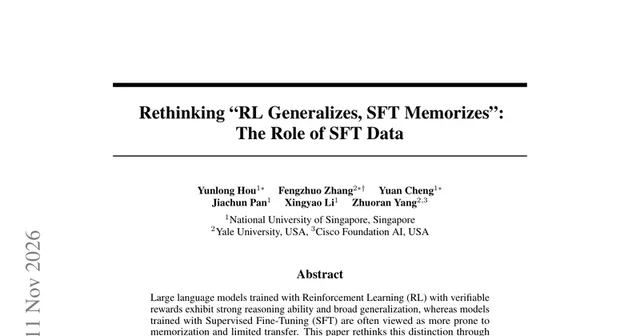 Rethinking “RL Generalizes, SFT Memorizes”:
The Role of SFT Data
Yunlong Hou1∗ Fengzhuo Zhang2∗† Yuan Cheng1∗
Jiachun Pan1 Xingyao Li1 Zhuoran Yang2,3
1National University of Singapore, Singapore
2Yale University, USA, 3Cisco Foundation AI, USA
Abstract
Large language models trained with Reinforcement Learning (RL) with verifiable
rewards exhibit strong reasoning ability and broad generalization, whereas models
trained with Supervised Fine-Tuning (SFT) are often viewed as more prone to
memorization and limited transfer. This paper rethinks this distinction through
11 Nov 2026